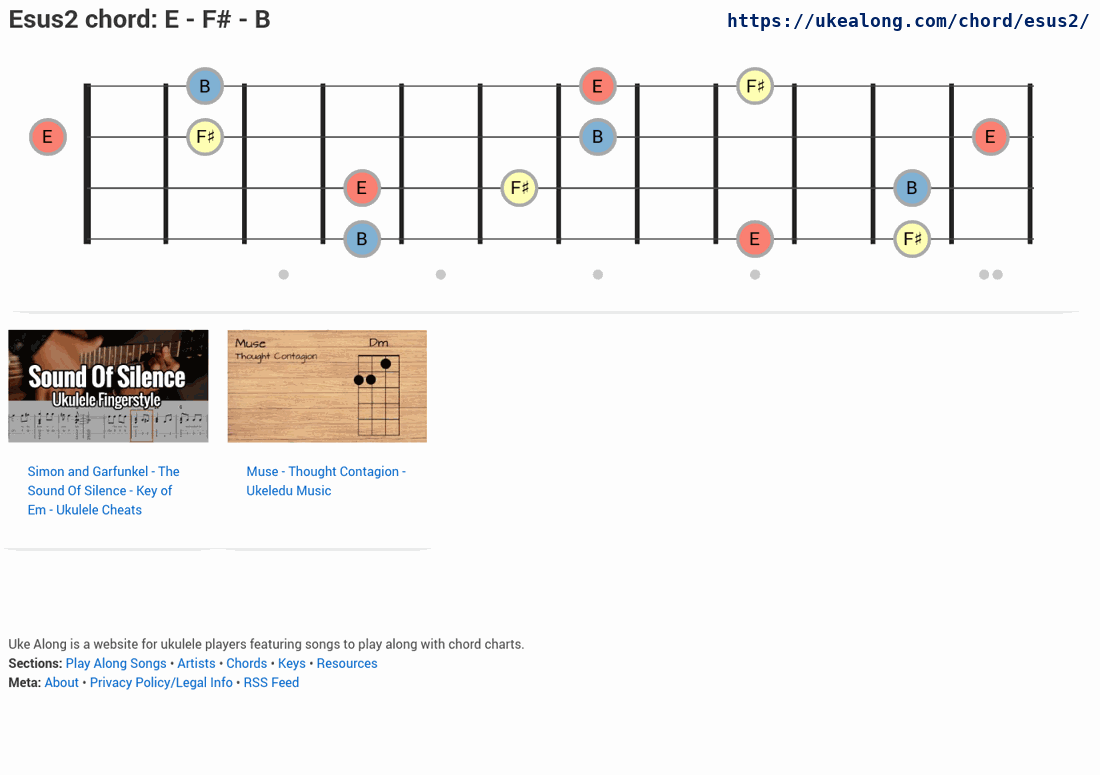 Esus2 chord: E - F# - B
https://ukealong.com/chord/esus2/
B E F♯
E F♯ B E
E F♯ B
B E F♯
Sound Of Silence
Ukulele Fingerstyle
Muse
Thought Contagion
Dm
Simon and Garfunkel - The
Sound Of Silence - Key of
Em - Ukulele Cheats
Muse - Thought Contagion -
Ukeledu Music
Uke Along is a website for ukulele players featuring songs to play along with chord charts.
Sections: Play Along Songs • Artists • Chords • Keys • Resources
Meta: About • Privacy Policy/Legal Info • RSS Feed